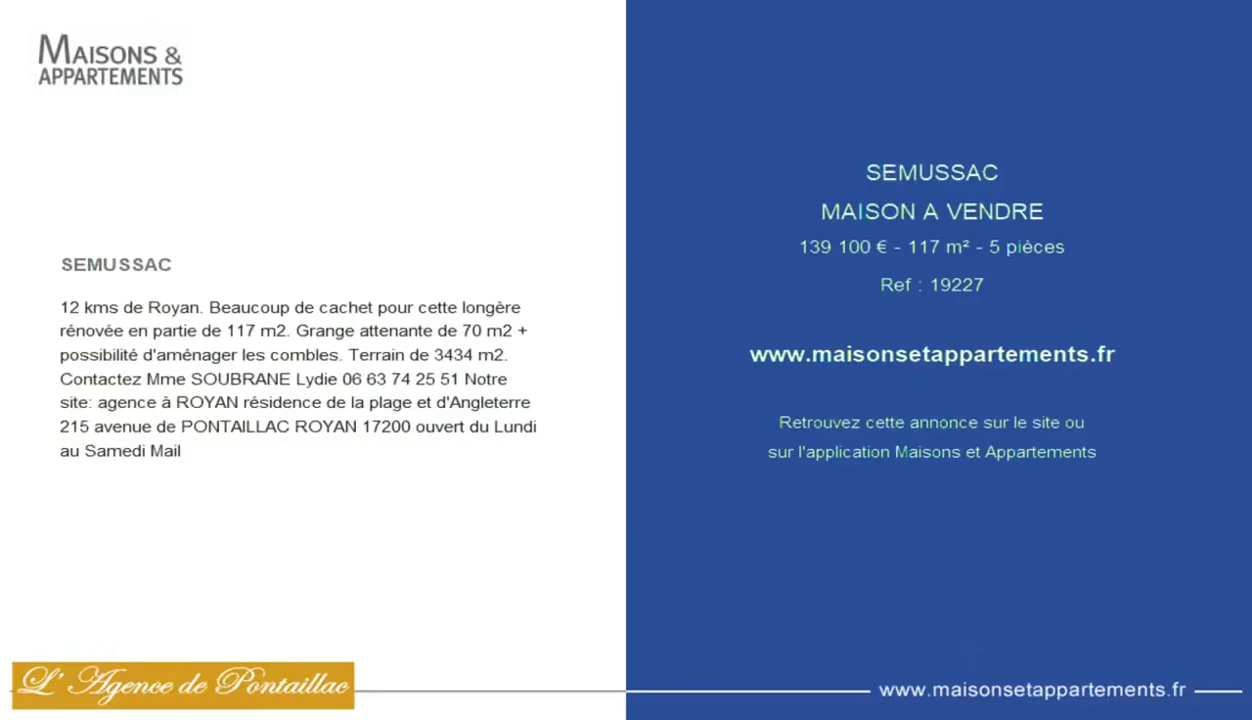 MAISONS &
APPARTEMENTS
SEMUSSAC
12 kms de Royan. Beaucoup de cachet pour cette longère
rénovée en partie de 117 m2. Grange attenante de 70 m2 +
possibilité d'aménager les combles. Terrain de 3434 m2.
Contactez Mme SOUBRANE Lydie 06 63 74 25 51 Notre
site: agence à ROYAN résidence de la plage et d'Angleterre
215 avenue de PONTAILLAC ROYAN 17200 ouvert du Lundi
au Samedi Mail
L' Agence de Pontaillac
SEMUSSAC
MAISON A VENDRE
139 100 € - 117 m² - 5 pièces
Ref : 19227
www.maisonsetappartements.fr
Retrouvez cette annonce sur le site ou
sur l'application Maisons et Appartements
www.maisonsetappartements.fr